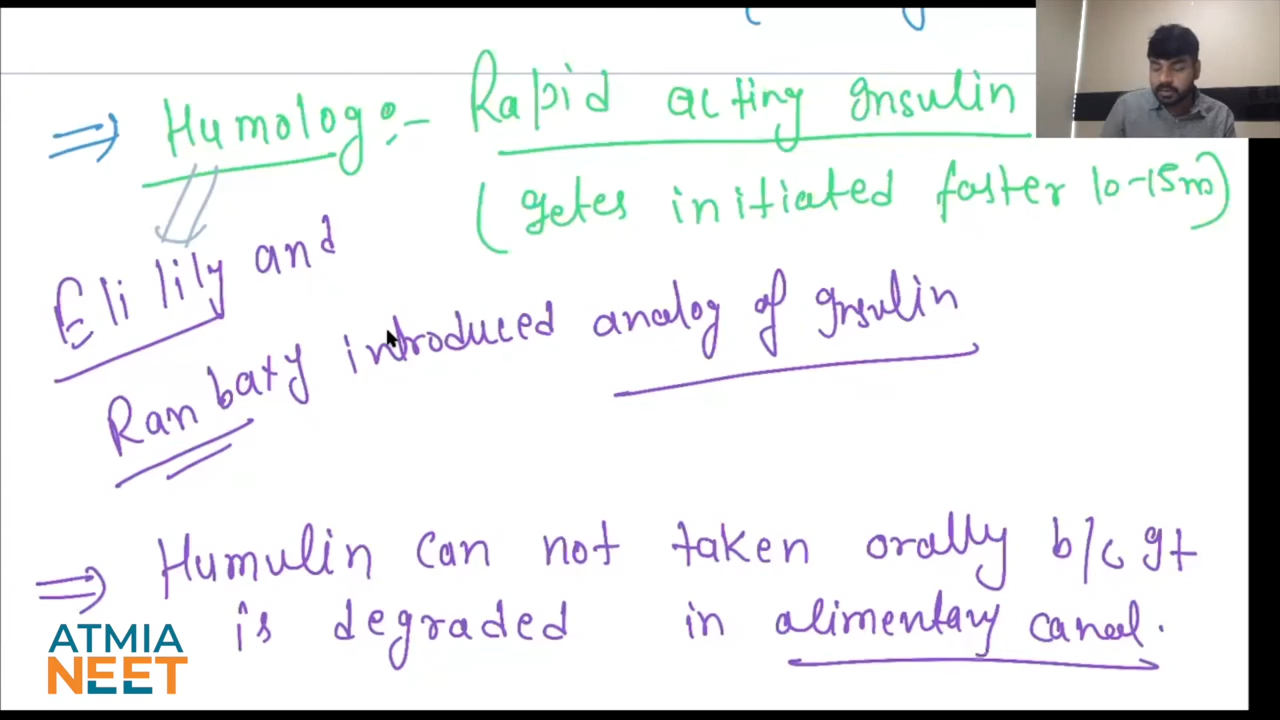 ⇒ Humolog:- Rapid acting Insulin
(getes initiated faster 10-15m)
Eli lily and
Ranbaxy introduced analog of Insulin
⇒ Humulin can not taken orally b/c It
is degraded in alimentary canal.
ATMIA
NEET